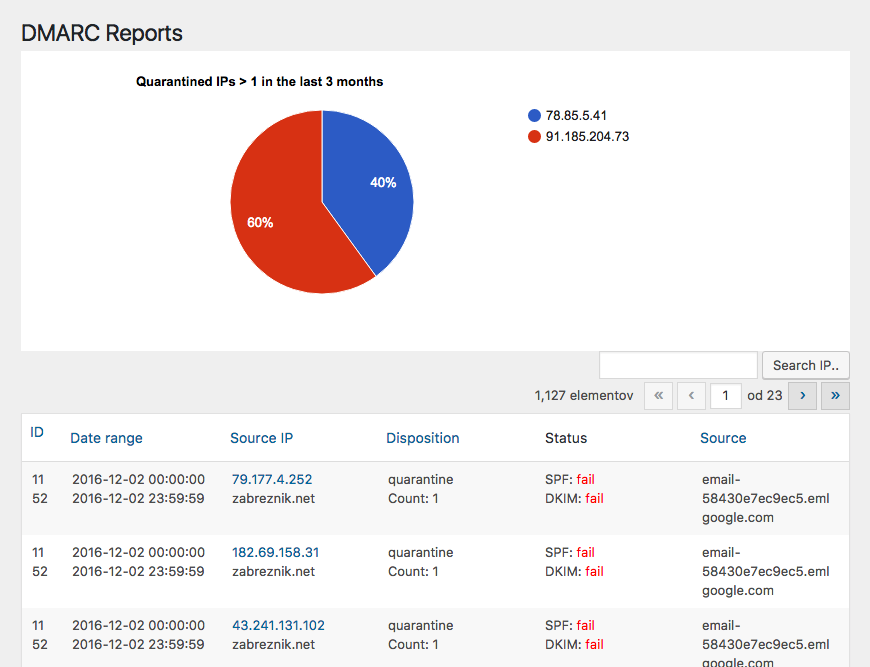 DMARC Reports
Quarantined IPs > 1 in the last 3 months
78.85.5.41
91.185.204.73
40%
60%
Search IP..
1,127 elementov « ‹ 1 od 23 › »
ID Date range Source IP Disposition Status Source
11 2016-12-02 00:00:00 79.177.4.252 quarantine SPF: fail email-
52 2016-12-02 23:59:59 zabreznik.net Count: 1 DKIM: fail 58430e7ec9ec5.eml
google.com
11 2016-12-02 00:00:00 182.69.158.31 quarantine SPF: fail email-
52 2016-12-02 23:59:59 zabreznik.net Count: 1 DKIM: fail 58430e7ec9ec5.eml
google.com
11 2016-12-02 00:00:00 43.241.131.102 quarantine SPF: fail email-
52 2016-12-02 23:59:59 zabreznik.net Count: 1 DKIM: fail 58430e7ec9ec5.eml
google.com